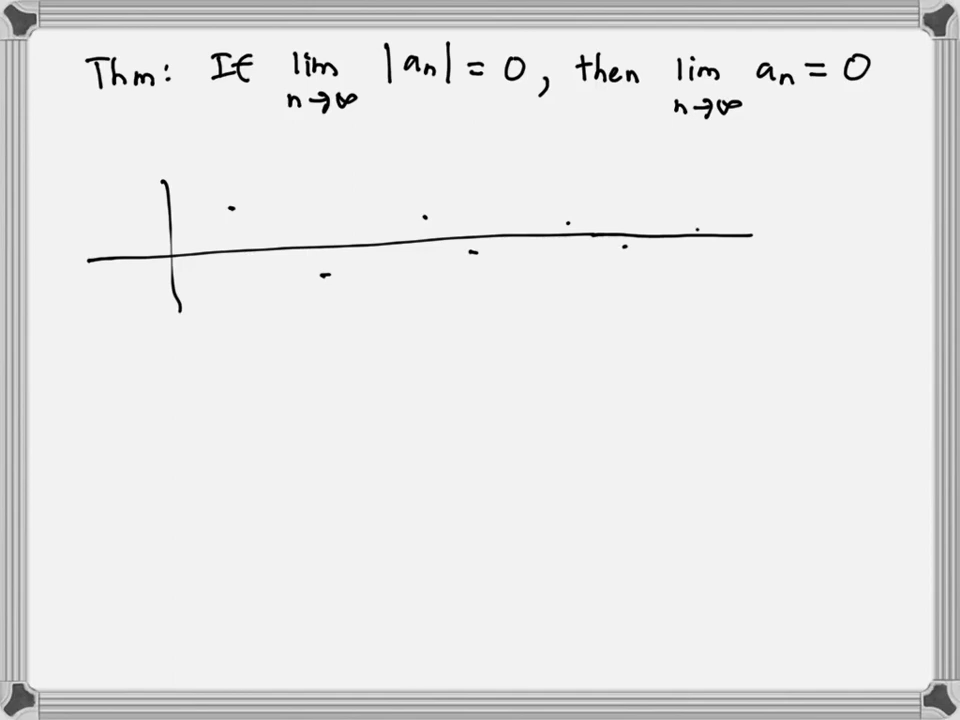 Thm: If lim n→∞ |an| = 0, then lim n→∞ an = 0